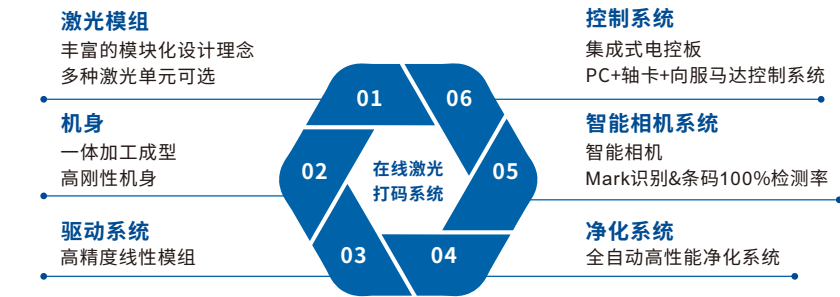 激光模组
丰富的模块化设计理念
多种激光单元可选
机身
一体加工成型
高刚性机身
驱动系统
高精度线性模组
01
02
03
04
05
06
在线激光
打码系统
控制系统
集成式电控板
PC+轴卡+向服马达控制系统
智能相机系统
智能相机
Mark识别&条码100%检测率
净化系统
全自动高性能净化系统